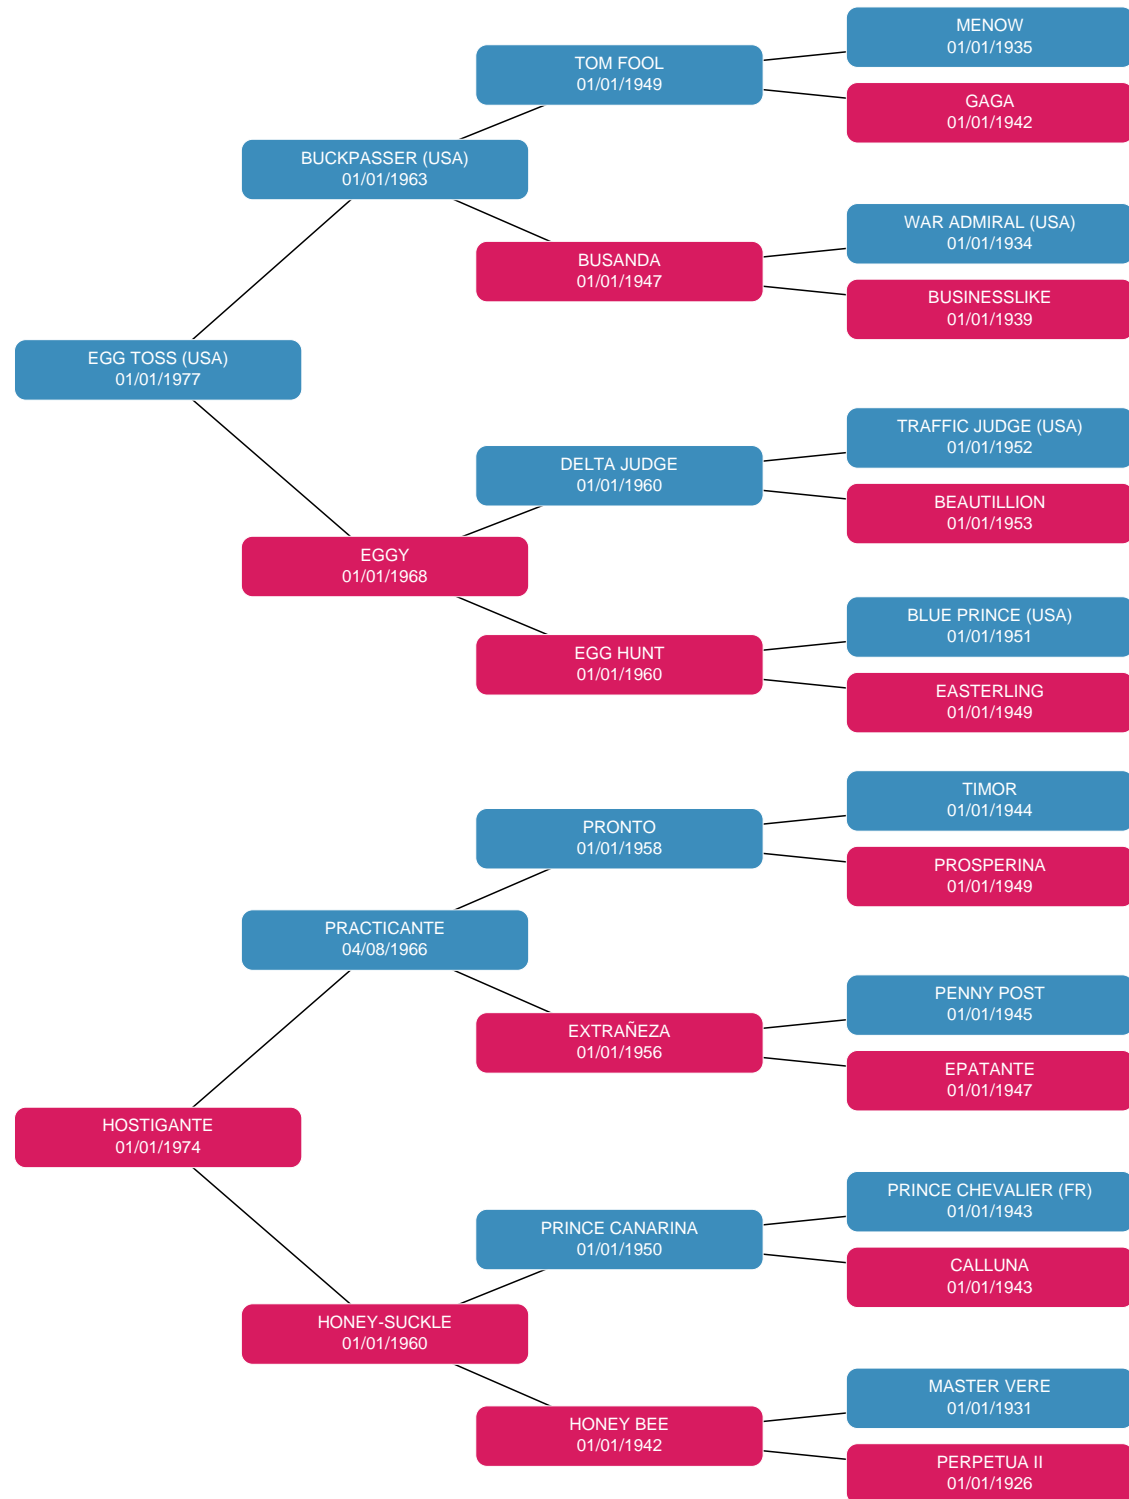 MENOW
01/01/1935
TOM FOOL
01/01/1949
GAGA
01/01/1942
BUCKPASSER (USA)
01/01/1963
WAR ADMIRAL (USA)
01/01/1934
BUSANDA
01/01/1947
BUSINESSLIKE
01/01/1939
EGG TOSS (USA)
01/01/1977
TRAFFIC JUDGE (USA)
01/01/1952
DELTA JUDGE
01/01/1960
BEAUTILLION
01/01/1953
EGGY
01/01/1968
BLUE PRINCE (USA)
01/01/1951
EGG HUNT
01/01/1960
EASTERLING
01/01/1949
TIMOR
01/01/1944
PRONTO
01/01/1958
PROSPERINA
01/01/1949
PRACTICANTE
04/08/1966
PENNY POST
01/01/1945
EXTRAÑEZA
01/01/1956
EPATANTE
01/01/1947
HOSTIGANTE
01/01/1974
PRINCE CHEVALIER (FR)
01/01/1943
PRINCE CANARINA
01/01/1950
CALLUNA
01/01/1943
HONEY-SUCKLE
01/01/1960
MASTER VERE
01/01/1931
HONEY BEE
01/01/1942
PERPETUA II
01/01/1926